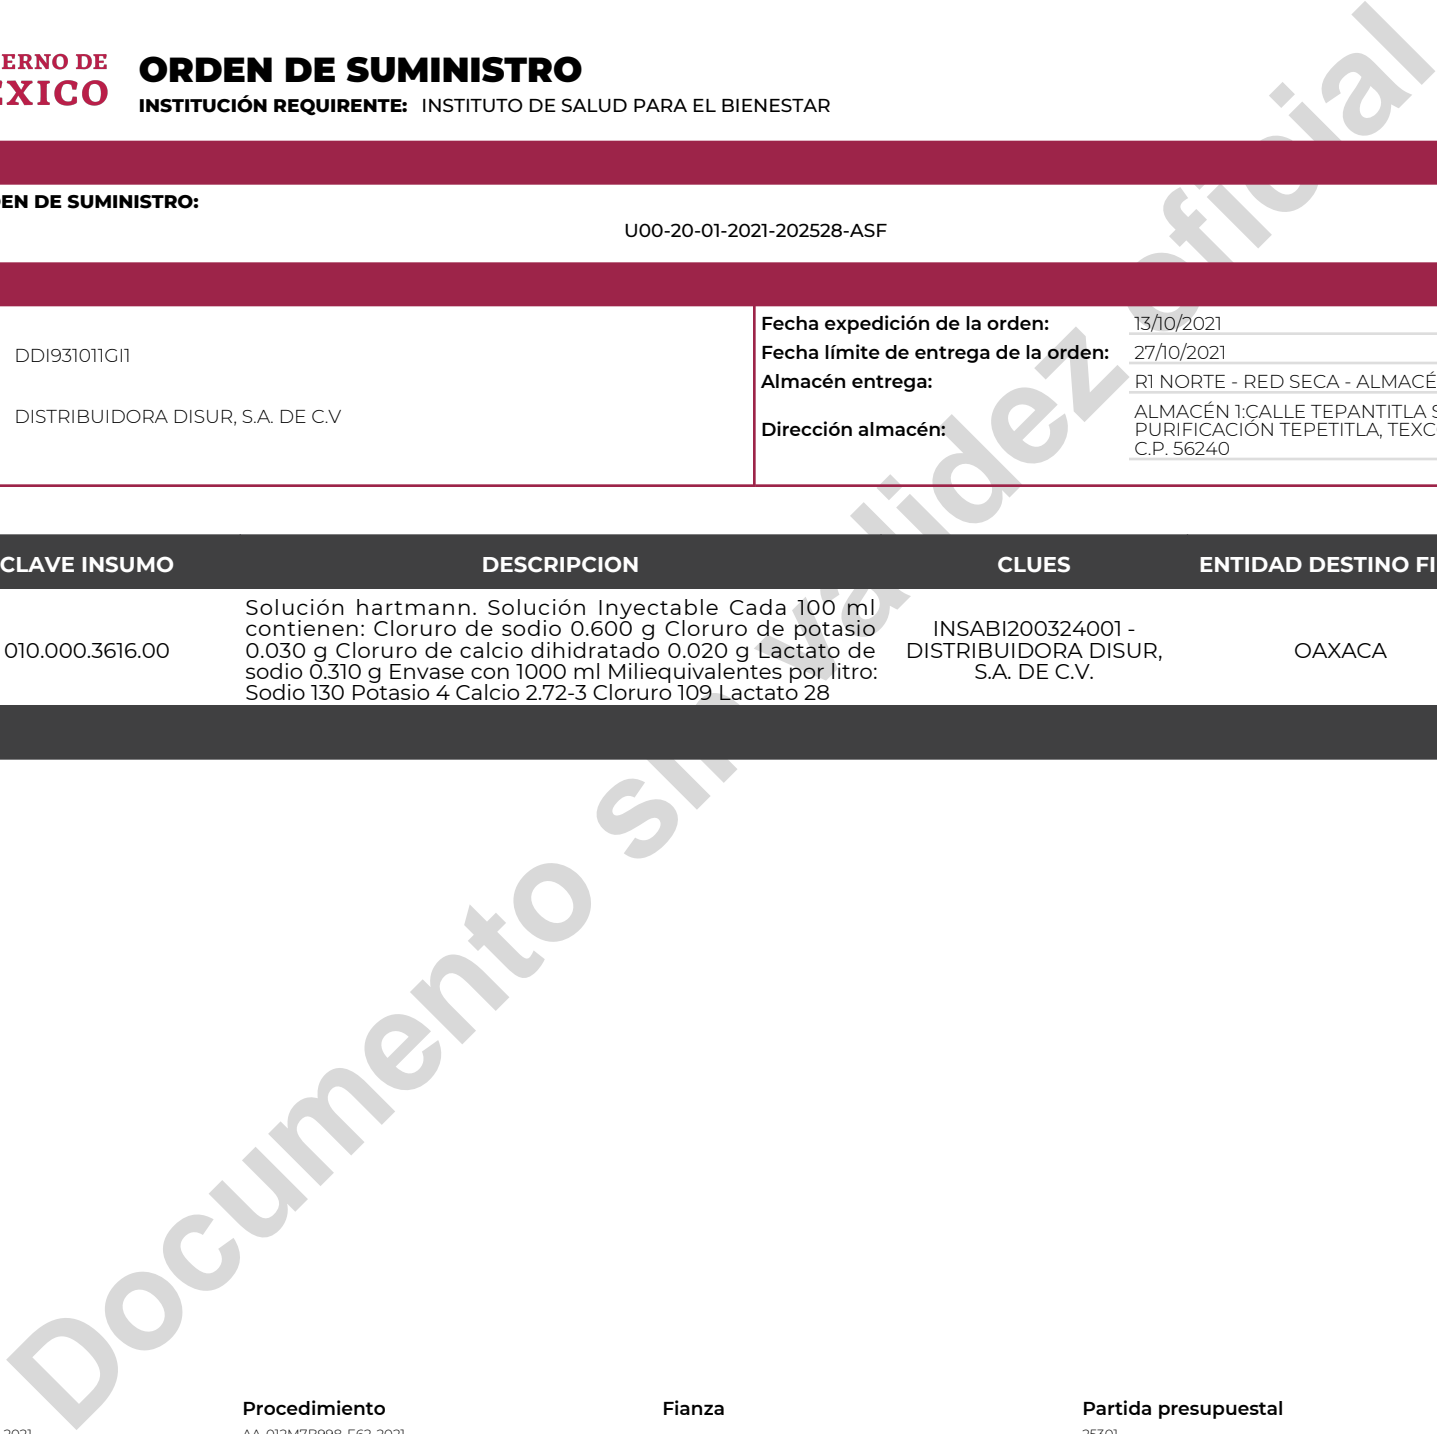 ERNO DE
EXICO
ORDEN DE SUMINISTRO
INSTITUCIÓN REQUIRENTE: INSTITUTO DE SALUD PARA EL BIENESTAR
EN DE SUMINISTRO:
U00-20-01-2021-202528-ASF
DDI931011GI1
DISTRIBUIDORA DISUR, S.A. DE C.V
Fecha expedición de la orden: 13/10/2021
Fecha límite de entrega de la orden: 27/10/2021
Almacén entrega: R1 NORTE - RED SECA - ALMACÉ
Dirección almacén:
ALMACÉN 1:CALLE TEPANTITLA S
PURIFICACIÓN TEPETITLA, TEXC
C.P. 56240
CLAVE INSUMO DESCRIPCION CLUES ENTIDAD DESTINO FI
010.000.3616.00
Solución hartmann. Solución Inyectable Cada 100 ml
contienen: Cloruro de sodio 0.600 g Cloruro de potasio
0.030 g Cloruro de calcio dihidratado 0.020 g Lactato de
sodio 0.310 g Envase con 1000 ml Miliequivalentes por litro:
Sodio 130 Potasio 4 Calcio 2.72-3 Cloruro 109 Lactato 28
INSABI200324001 -
DISTRIBUIDORA DISUR,
S.A. DE C.V.
OAXACA
Documento sin validez oficial
Procedimiento Fianza Partida presupuestal